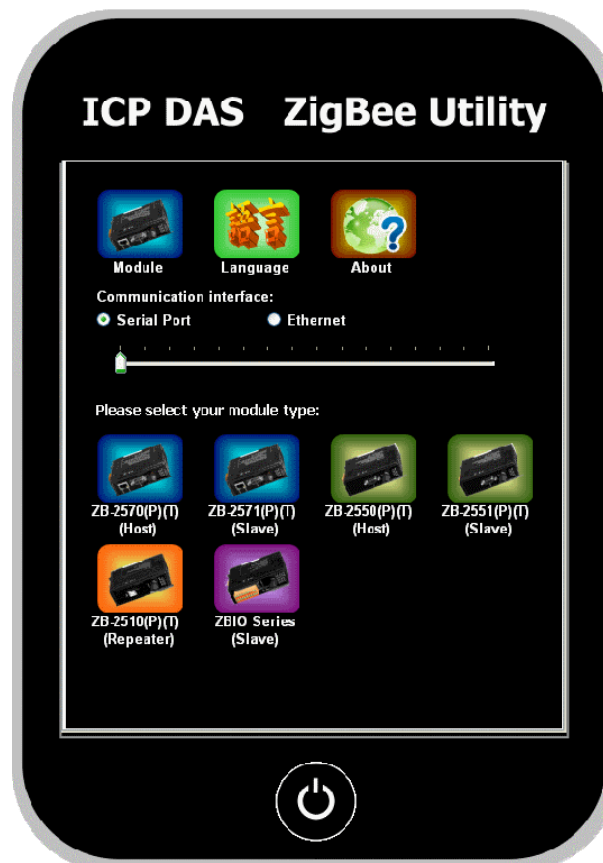 ICP DAS ZigBee Utility
語言
Module Language About
Communication interface:
Serial Port Ethernet
Please select your module type:
ZB-2570(P)(T) ZB-2571(P)(T) ZB-2550(P)(T) ZB-2551(P)(T)
(Host) (Slave) (Host) (Slave)
ZB-2510(P)(T) ZBIO Series
(Repeater) (Slave)